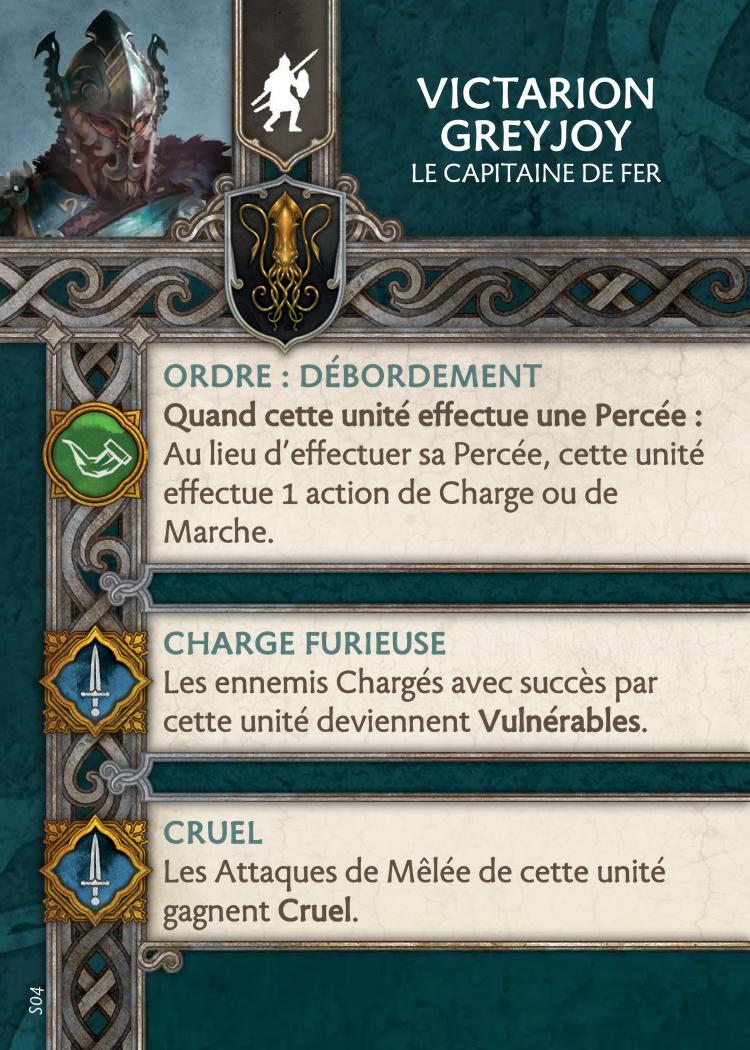 VICTARION
GREYJOY
LE CAPITAINE DE FER
ORDRE : DÉBORDEMENT
Quand cette unité effectue une Percée :
Au lieu d'effectuer sa Percée, cette unité
effectue 1 action de Charge ou de
Marche.
CHARGE FURIEUSE
Les ennemis Chargés avec succès par
cette unité deviennent Vulnérables.
CRUEL
Les Attaques de Mêlée de cette unité
gagnent Cruel.
S04